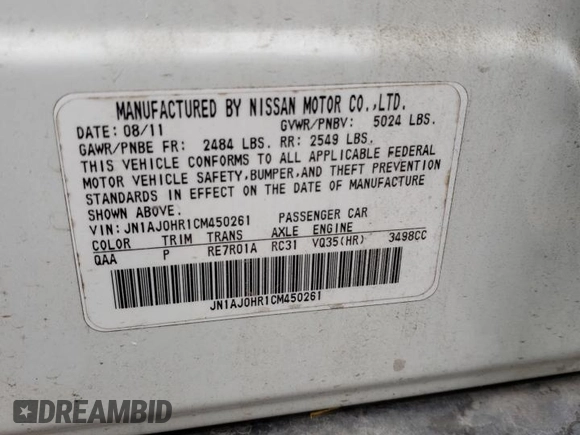 MANUFACTURED BY NISSAN MOTOR CO.,LTD.
DATE: 08/11 GVWR/PNBV: 5024 LBS.
GAWR/PNBE FR: 2484 LBS. RR: 2549 LBS.
THIS VEHICLE CONFORMS TO ALL APPLICABLE FEDERAL
MOTOR VEHICLE SAFETY,BUMPER,AND THEFT PREVENTION
STANDARDS IN EFFECT ON THE DATE OF MANUFACTURE
SHOWN ABOVE.
VIN: JN1AJ0HR1CM450261 PASSENGER CAR
COLOR TRIM TRANS AXLE ENGINE
QAA P RE7R01A RC31 VQ35(HR) 3498CC
JN1AJ0HR1CM450261
DREAMBID